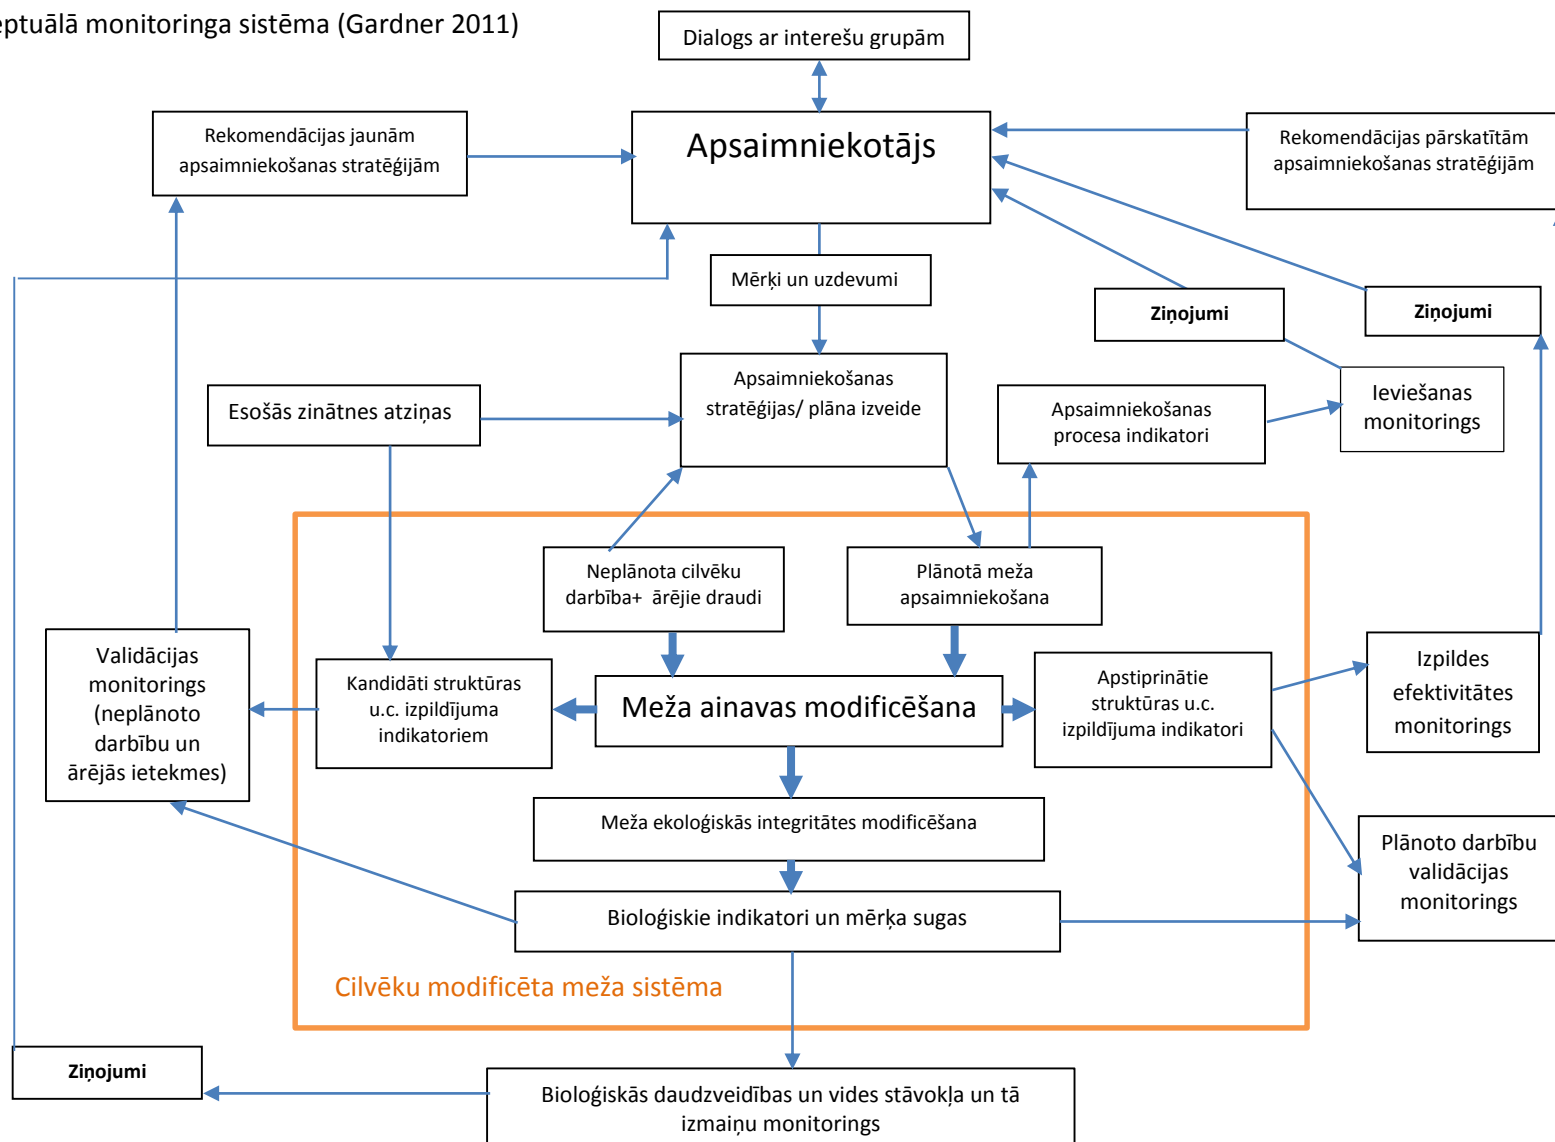 eptuālā monitoringa sistēma (Gardner 2011)
Dialogs ar interešu grupām
Rekomendācijas jaunām
apsaimniekošanas stratēģijām
Apsaimniekotājs
Rekomendācijas pārskatītām
apsaimniekošanas stratēģijām
Mērķi un uzdevumi
Ziņojumi
Ziņojumi
Esošās zinātnes atziņas
Apsaimniekošanas
stratēģijas/ plāna izveide
Apsaimniekošanas
procesa indikatori
Ieviešanas
monitorings
Neplānota cilvēku
darbība+ ārējie draudi
Plānotā meža
apsaimniekošana
Validācijas
monitorings
(neplānoto
darbību un
ārējās ietekmes)
Kandidāti struktūras
u.c. izpildījuma
indikatoriem
Meža ainavas modificēšana
Apstiprinātie
struktūras u.c.
izpildījuma indikatori
Izpildes
efektivitātes
monitorings
Meža ekoloģiskās integritātes modificēšana
Plānoto darbību
validācijas
monitorings
Bioloģiskie indikatori un mērķa sugas
Cilvēku modificēta meža sistēma
Ziņojumi
Bioloģiskās daudzveidības un vides stāvokļa un tā
izmaiņu monitorings